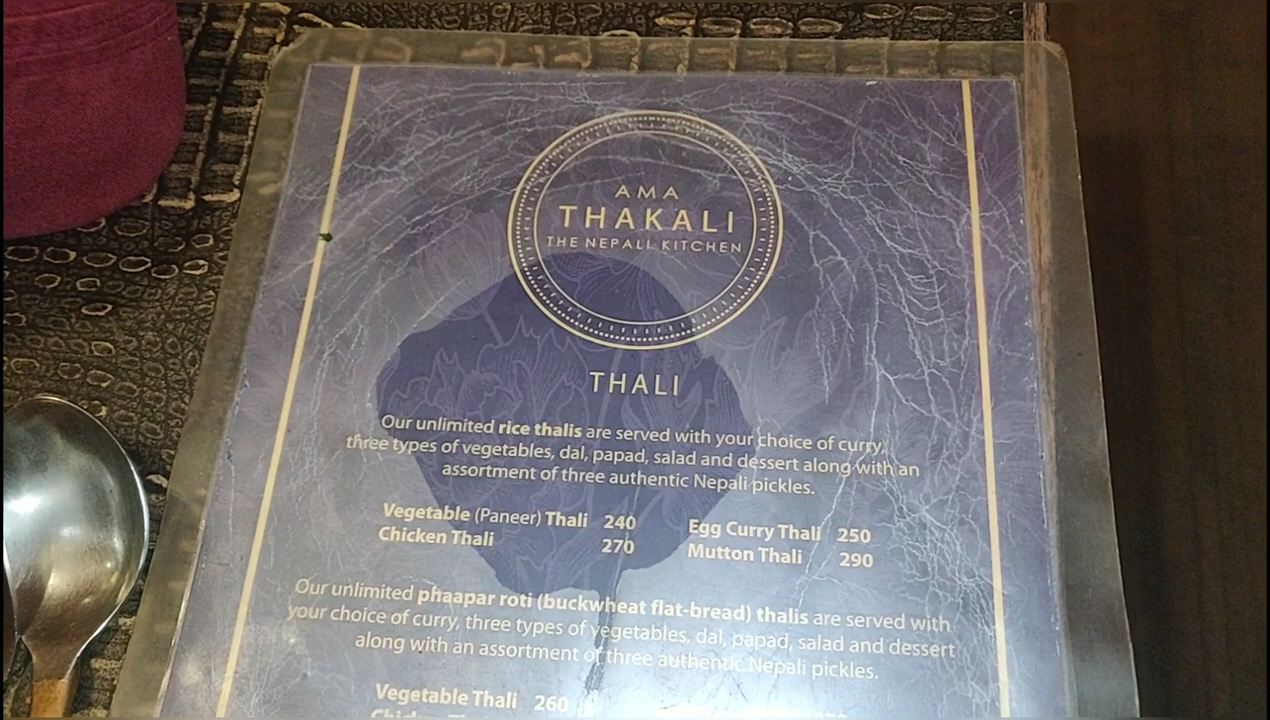 AMA
THAKALI
THE NEPALI KITCHEN
THALI
Our unlimited rice thalis are served with your choice of curry,
three types of vegetables, dal, papad, salad and dessert along with an
assortment of three authentic Nepali pickles.
Vegetable (Paneer) Thali 240 Egg Curry Thali 250
Chicken Thali 270 Mutton Thali 290
Our unlimited phaapar roti (buckwheat flat-bread) thalis are served with
your choice of curry, three types of vegetables, dal, papad, salad and dessert
along with an assortment of three authentic Nepali pickles.
Vegetable Thali 260